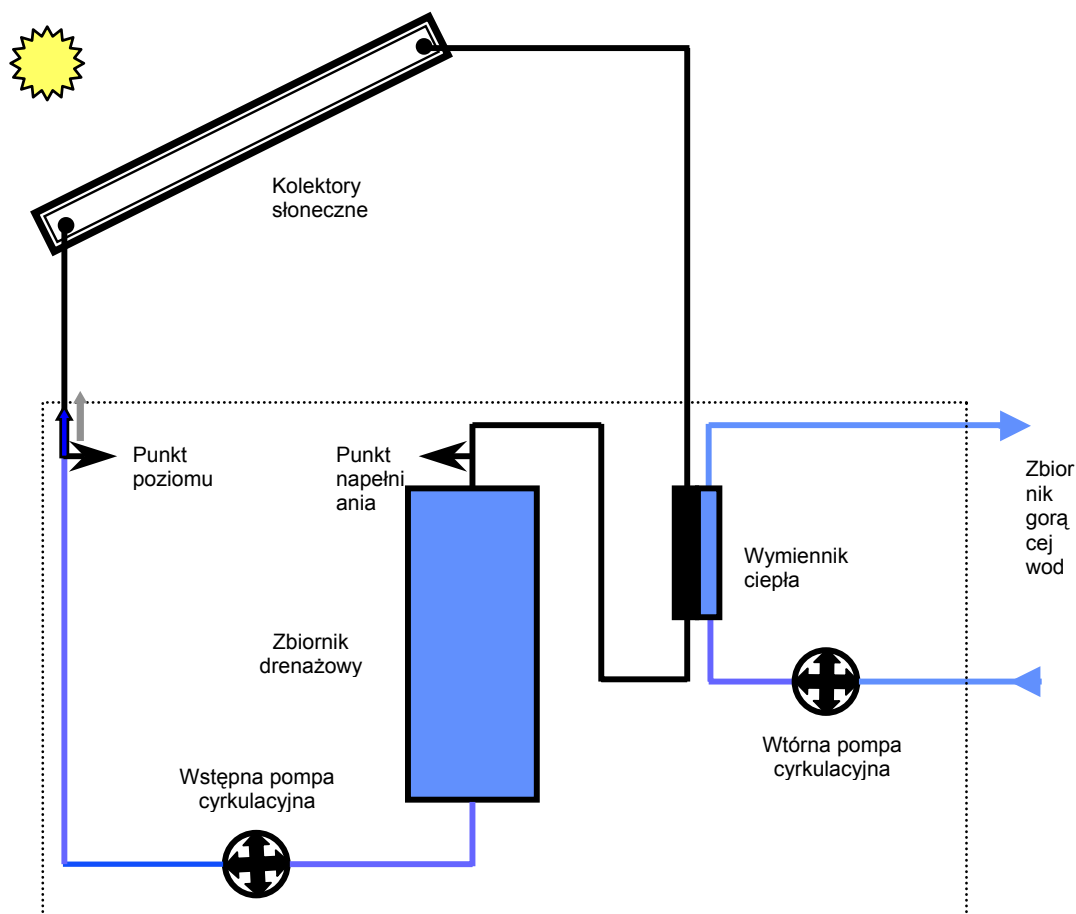 Kolektory
słoneczne
Punkt
poziomu
Punkt
napełni
ania
Zbior
nik
gorą
cej
wod
Wymiennik
ciepła
Zbiornik
drenażowy
Wtórna pompa
cyrkulacyjna
Wstępna pompa
cyrkulacyjna